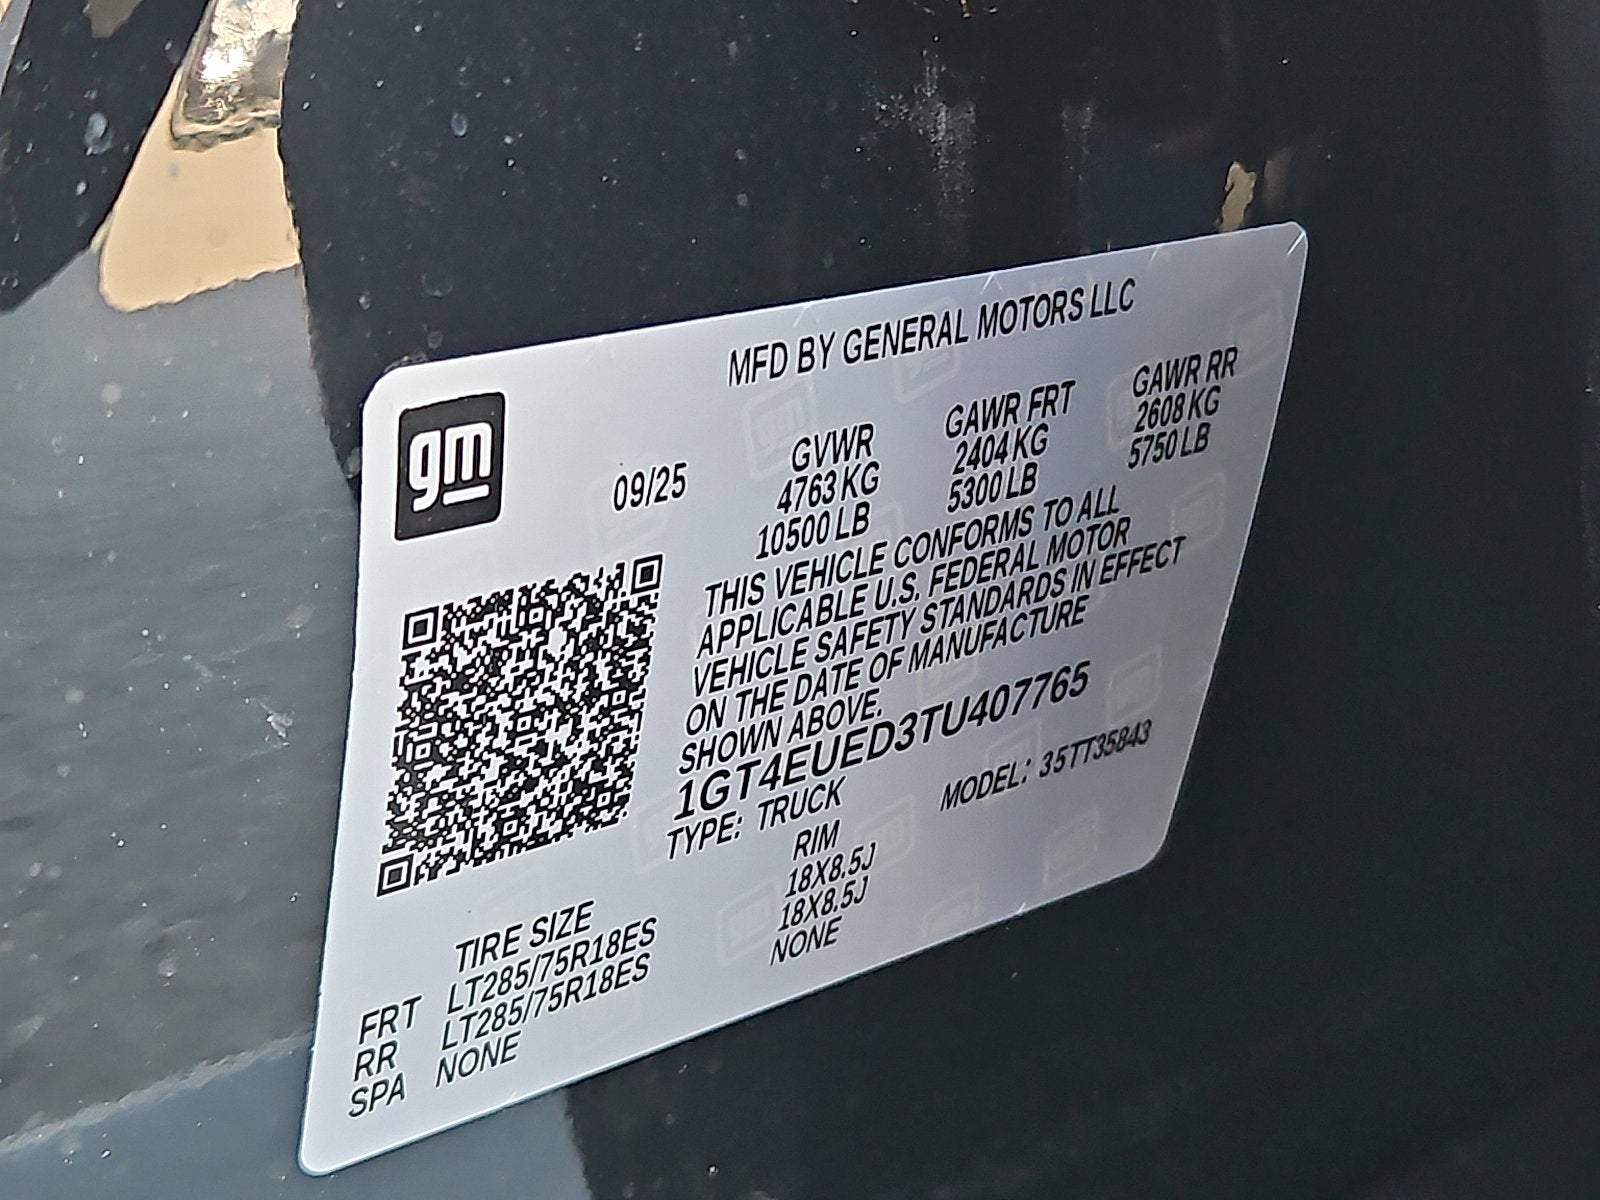 MFD BY GENERAL MOTORS LLC
gm
09/25
GVWR GAWR FRT GAWR RR
4763 KG 2404 KG 2608 KG
10500 LB 5300 LB 5750 LB
THIS VEHICLE CONFORMS TO ALL
APPLICABLE U.S. FEDERAL MOTOR
VEHICLE SAFETY STANDARDS IN EFFECT
ON THE DATE OF MANUFACTURE
SHOWN ABOVE.
1GT4EUED3TU407765
TYPE: TRUCK MODEL: 35TT35843
TIRE SIZE RIM
FRT LT285/75R18ES 18X8.5J
RR LT285/75R18ES 18X8.5J
SPA NONE NONE